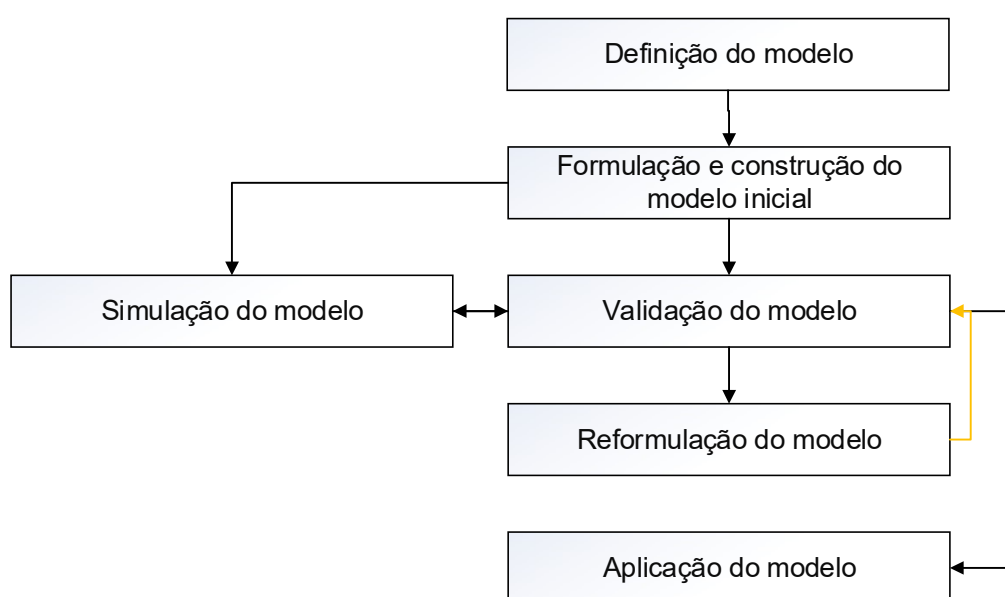 Definição do modelo
Formulação e construção do
modelo inicial
Simulação do modelo
Validação do modelo
Reformulação do modelo
Aplicação do modelo